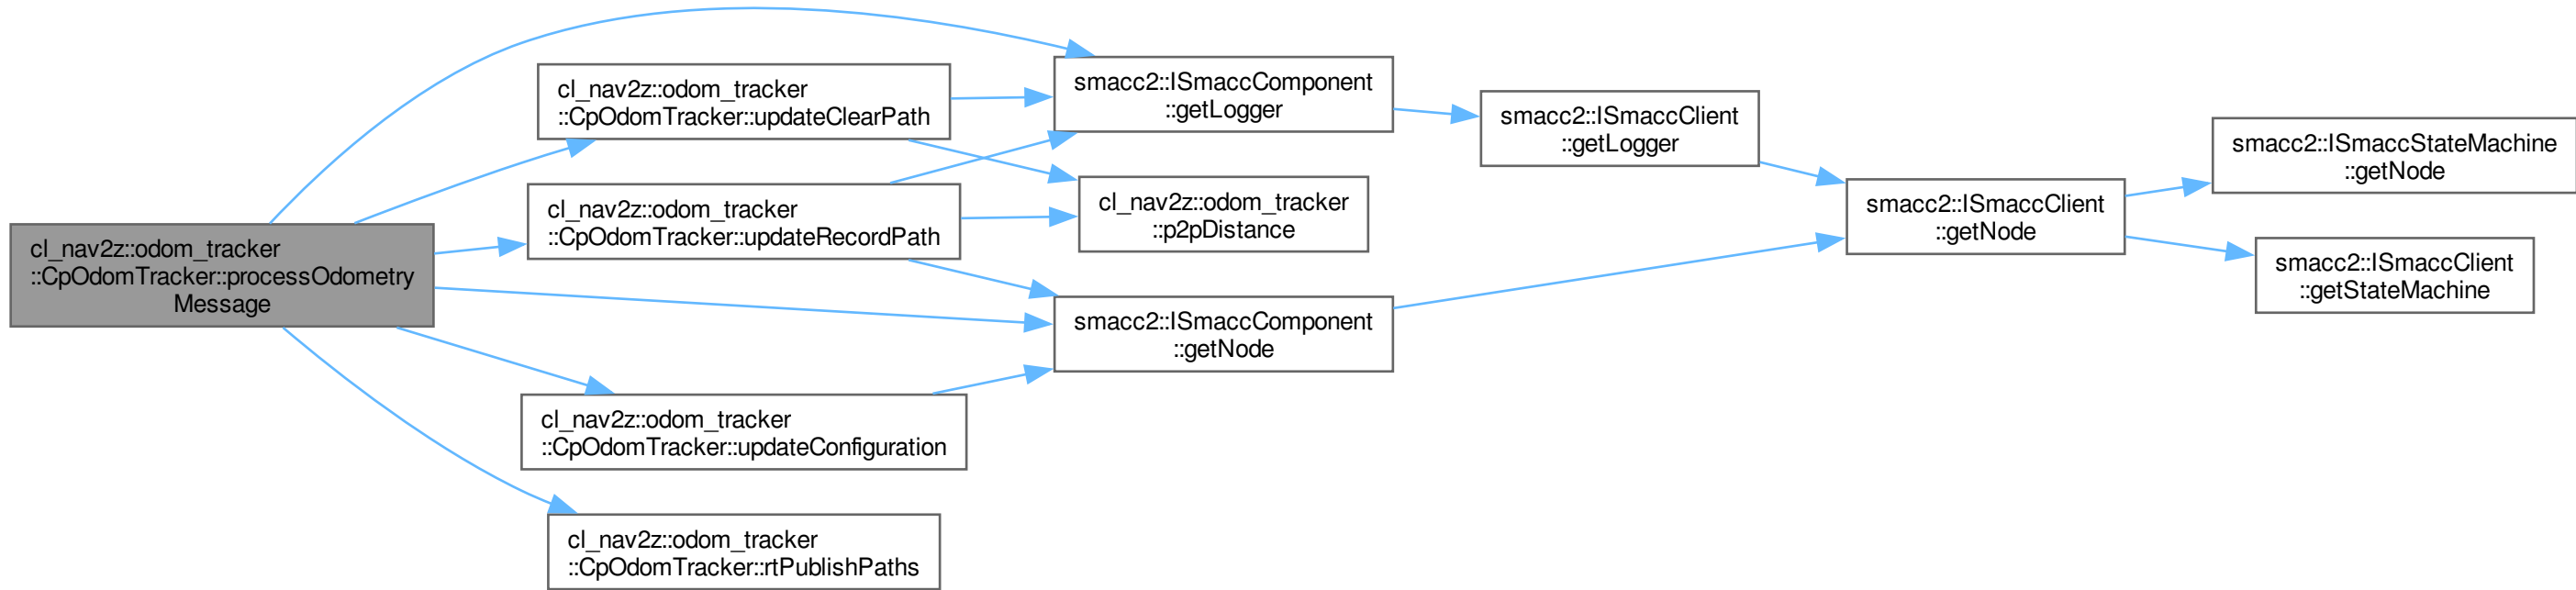 cl_nav2z::odom_tracker
::CpOdomTracker::processOdometry
Message
cl_nav2z::odom_tracker
::CpOdomTracker::updateClearPath
cl_nav2z::odom_tracker
::CpOdomTracker::updateRecordPath
cl_nav2z::odom_tracker
::CpOdomTracker::updateConfiguration
cl_nav2z::odom_tracker
::CpOdomTracker::rtPublishPaths
smacc2::ISmaccComponent
::getLogger
cl_nav2z::odom_tracker
::p2pDistance
smacc2::ISmaccComponent
::getNode
smacc2::ISmaccClient
::getLogger
smacc2::ISmaccClient
::getNode
smacc2::ISmaccStateMachine
::getNode
smacc2::ISmaccClient
::getStateMachine